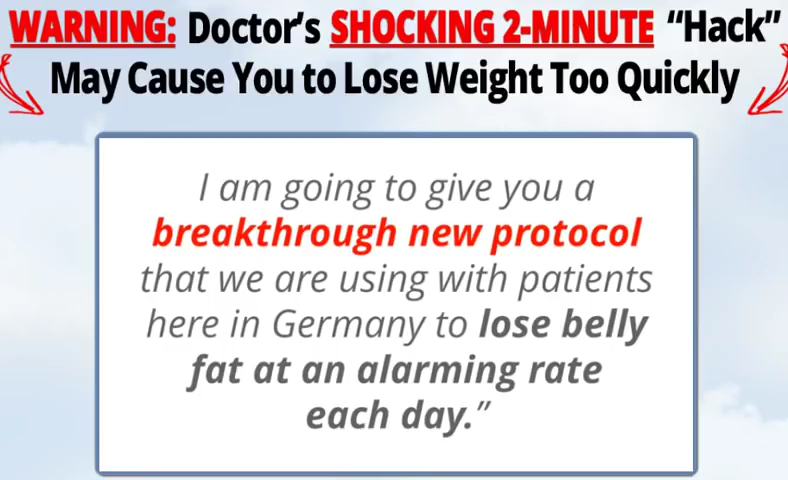 WARNING: Doctor's SHOCKING 2-MINUTE “Hack”
May Cause You to Lose Weight Too Quickly
I am going to give you a
breakthrough new protocol
that we are using with patients
here in Germany to lose belly
fat at an alarming rate
each day.”